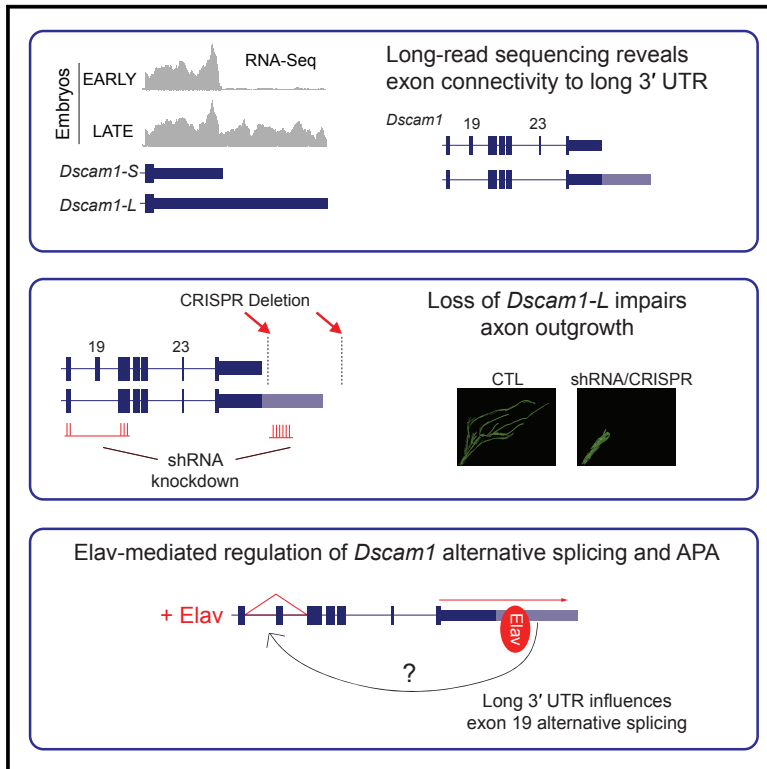 RNA-Seq
Embryos
EARLY
LATE
Dscam1-S
Dscam1-L
Long-read sequencing reveals
exon connectivity to long 3′ UTR
Dscam1
19
23
CRISPR Deletion
19
23
shRNA
knockdown
Loss of Dscam1-L impairs
axon outgrowth
CTL
shRNA/CRISPR
Elav-mediated regulation of Dscam1 alternative splicing and APA
+ Elav
Elav
?
Long 3′ UTR influences
exon 19 alternative splicing